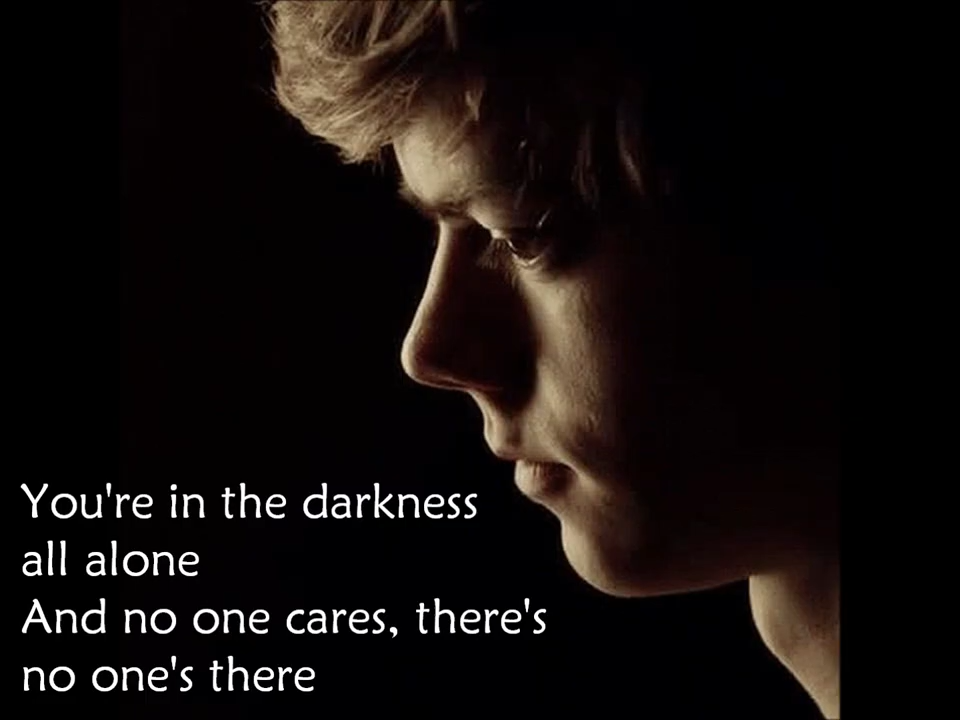 You're in the darkness
all alone
And no one cares, there's
no one's there